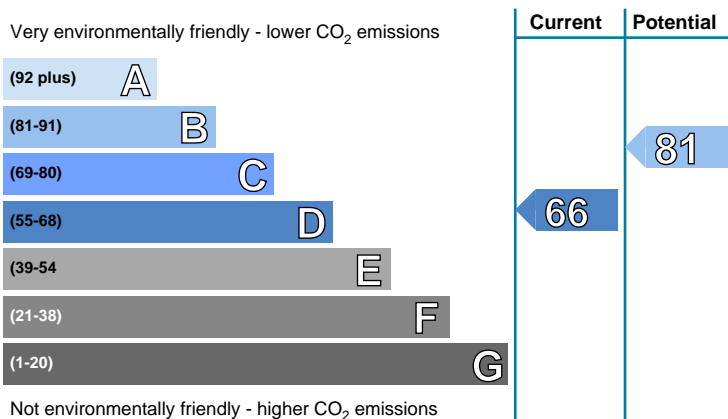 Very environmentally friendly - lower CO2 emissions
Current
Potential
(92 plus) A
(81-91) B
(69-80) C
(55-68) D
(39-54 E
(21-38) F
(1-20) G
81
66
Not environmentally friendly - higher CO2 emissions